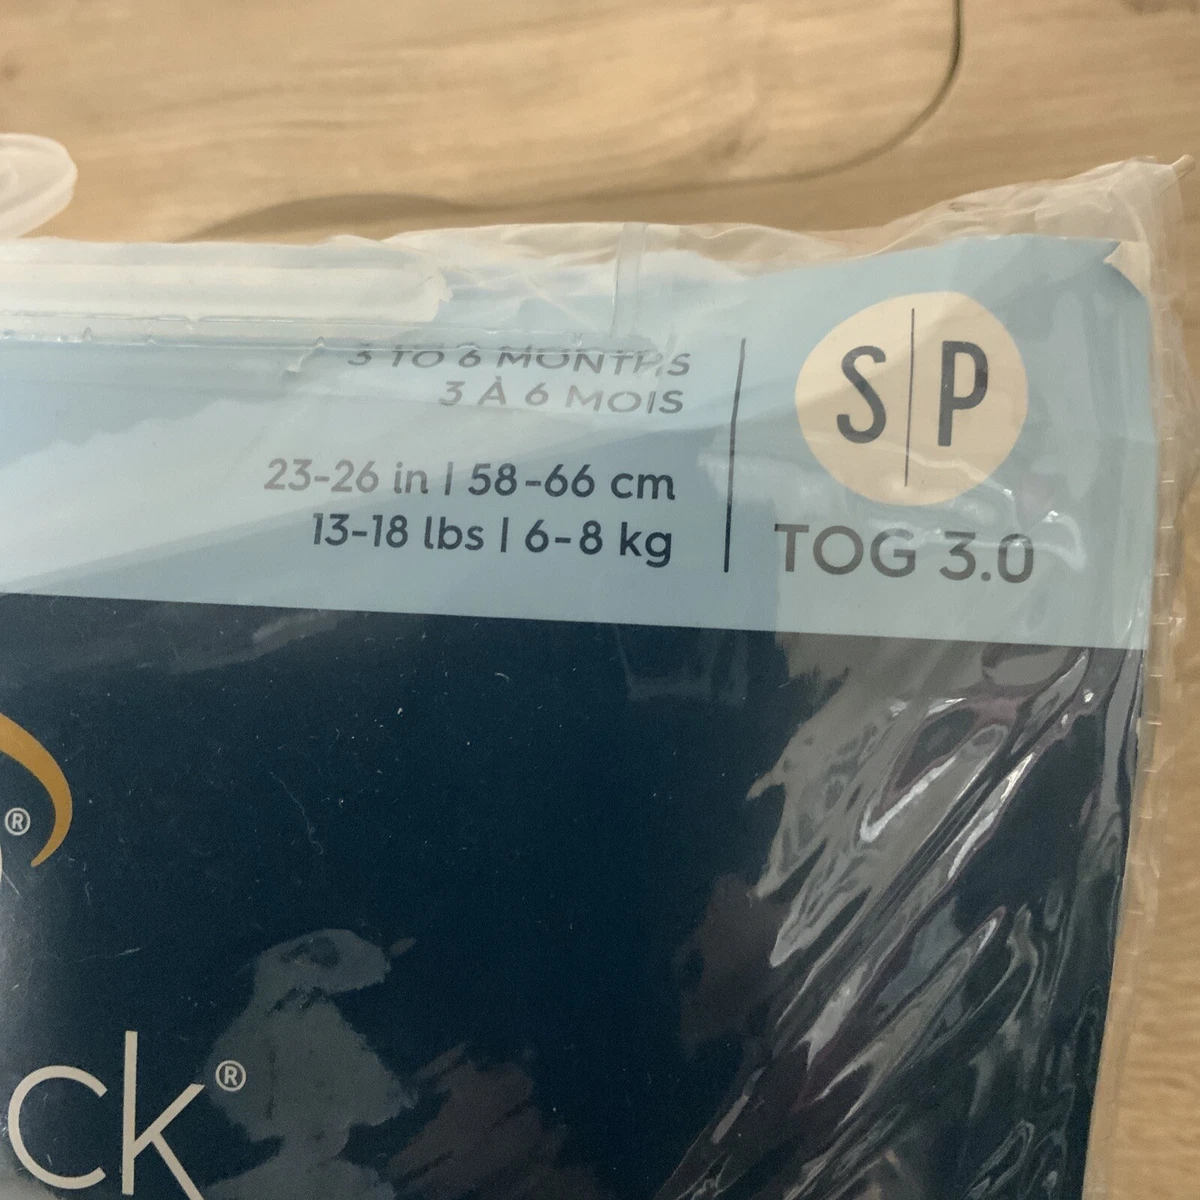 3 TO 6 MONTHS
3 À 6 MOIS
23-26 in | 58-66 cm
13-18 lbs | 6-8 kg
S|P
TOG 3.0
®
ck®